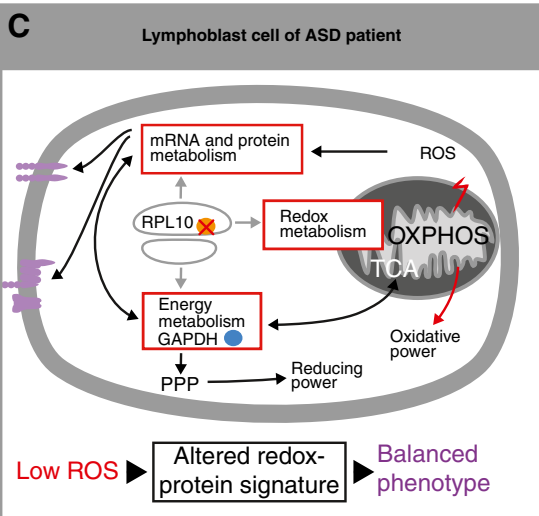 C
Lymphoblast cell of ASD patient
mRNA and protein
metabolism
ROS
RPL10
Redox
metabolism
OXPHOS
TCA
Energy
metabolism
GAPDH
Oxidative
power
PPP
Reducing
power
Low ROS
Altered redox-
protein signature
Balanced
phenotype